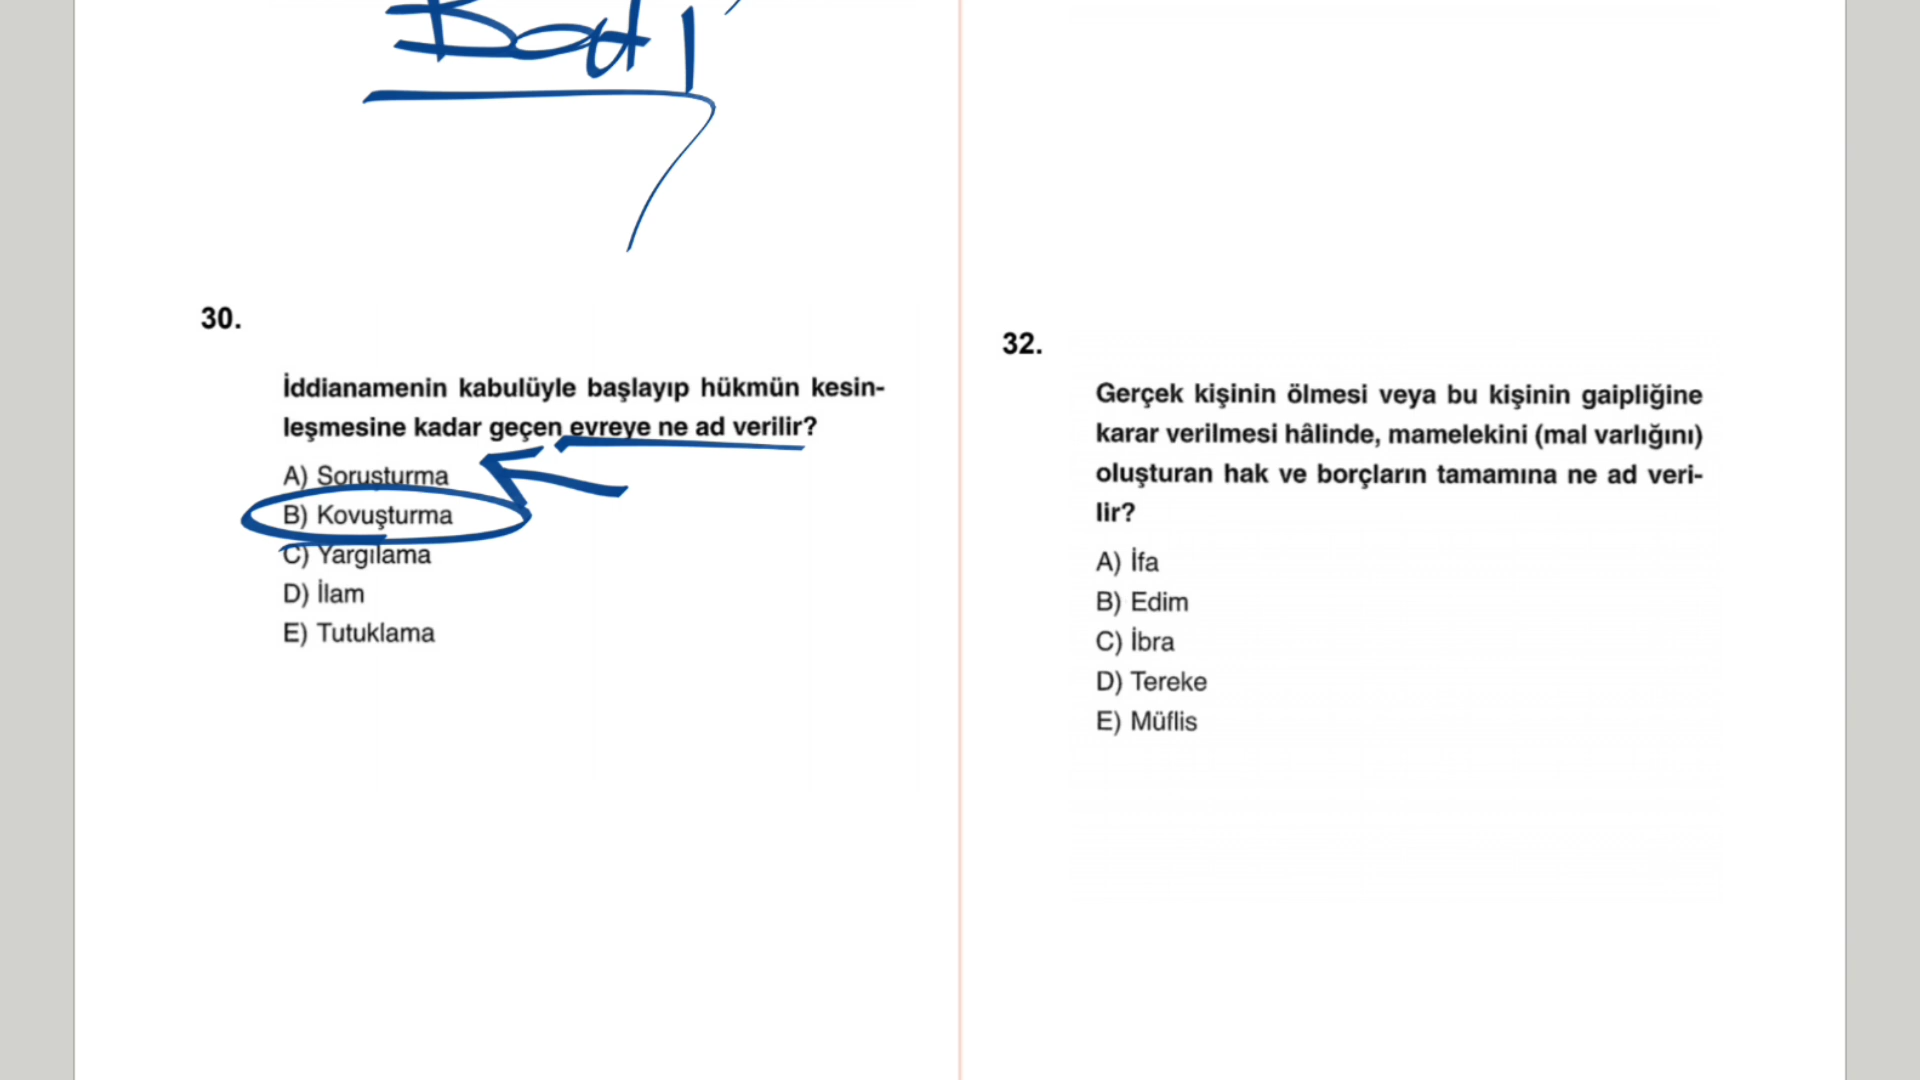 Batı
30.
İddianamenin kabulüyle başlayıp hükmün kesin-
leşmesine kadar geçen evreye ne ad verilir?
A) Soruşturma
B) Kovuşturma
C) Yargılama
D) İlam
E) Tutuklama
32.
Gerçek kişinin ölmesi veya bu kişinin gaipliğine
karar verilmesi hâlinde, mamelekini (mal varlığını)
oluşturan hak ve borçların tamamına ne ad veri-
lir?
A) İfa
B) Edim
C) İbra
D) Tereke
E) Müflis